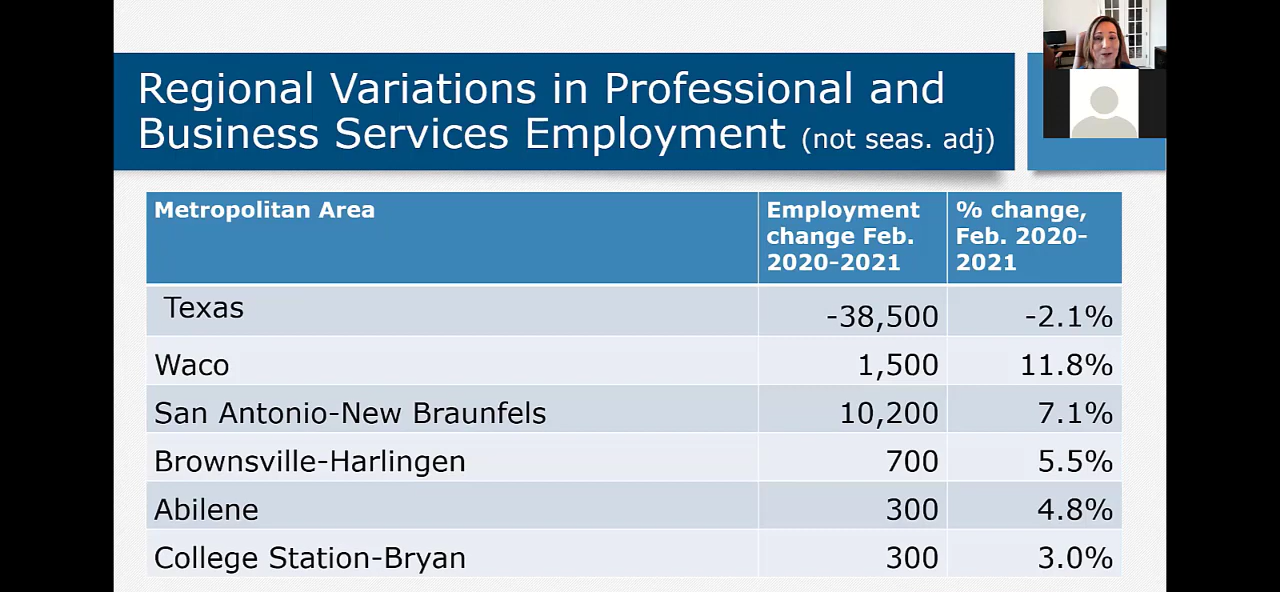 Regional Variations in Professional and
Business Services Employment (not seas. adj)
Metropolitan Area
Employment
change Feb.
2020-2021
% change,
Feb. 2020-
2021
Texas -38,500 -2.1%
Waco 1,500 11.8%
San Antonio-New Braunfels 10,200 7.1%
Brownsville-Harlingen 700 5.5%
Abilene 300 4.8%
College Station-Bryan 300 3.0%